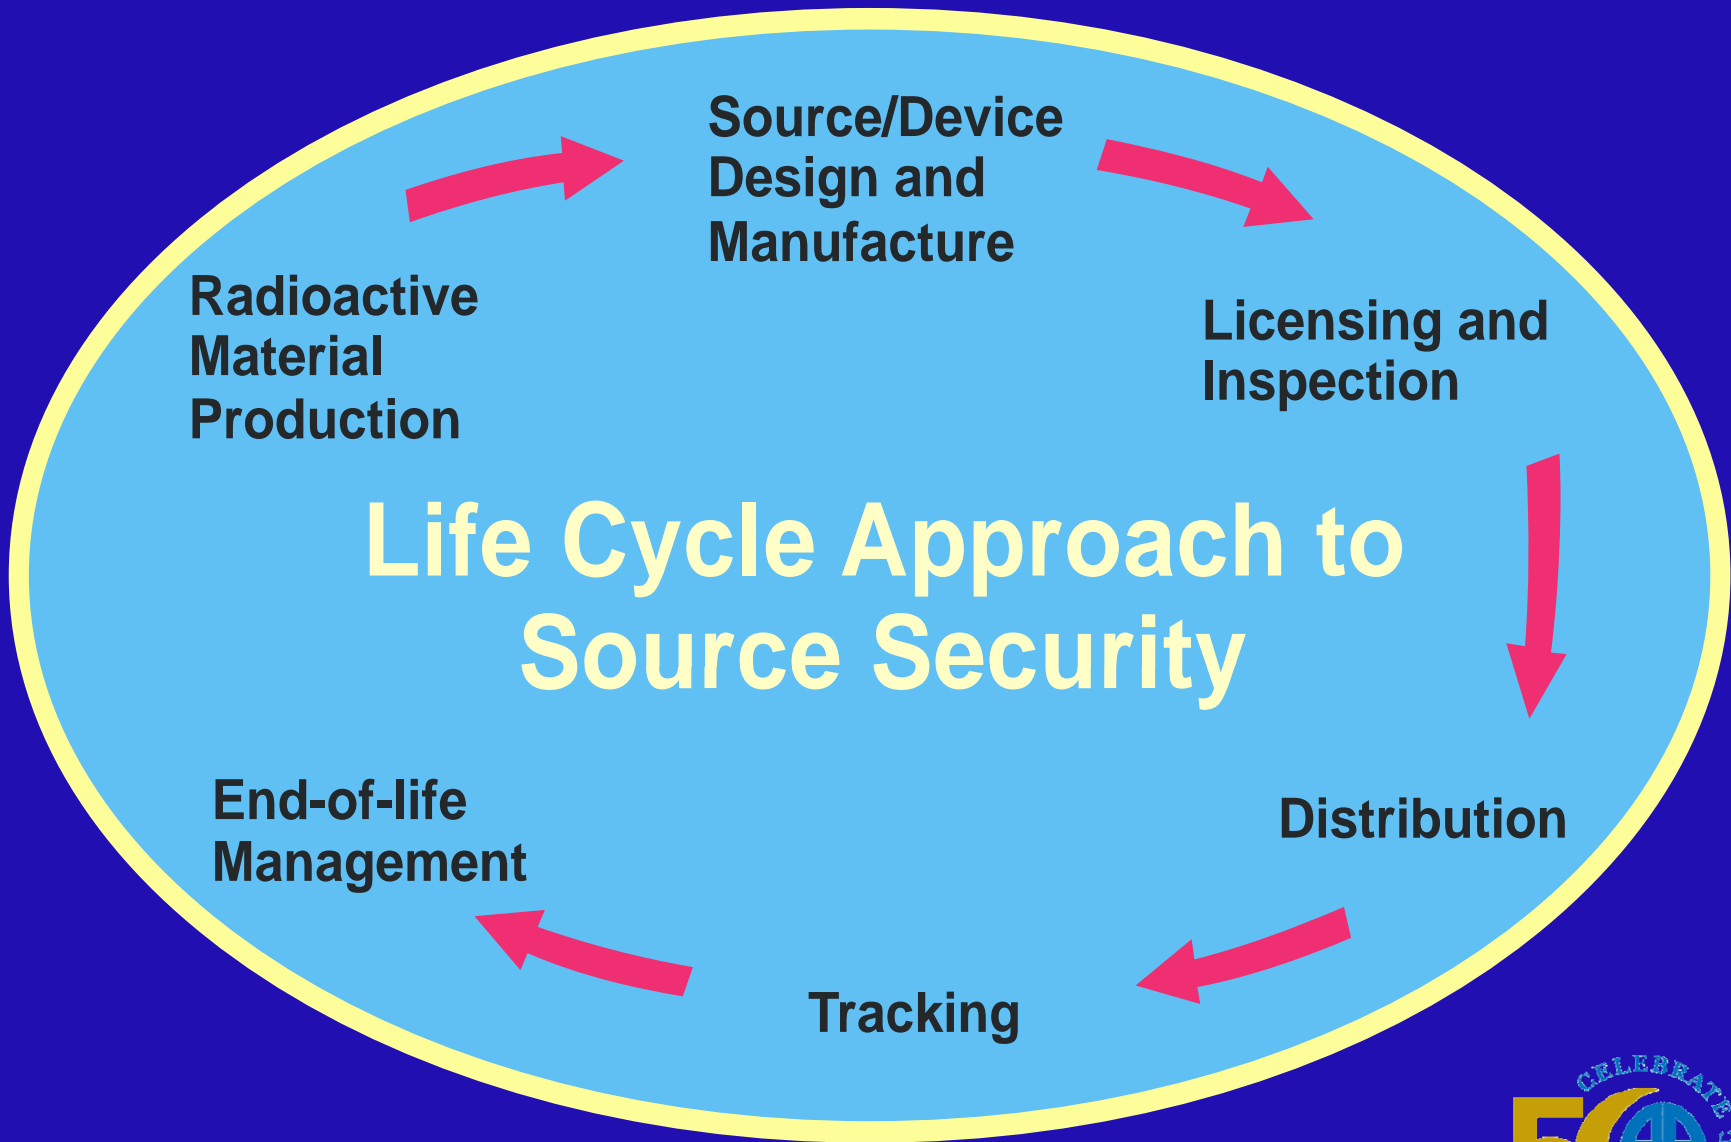 Source/Device
Design and
Manufacture
Radioactive
Material
Production
Licensing and
Inspection
Life Cycle Approach to
Source Security
End-of-life
Management
Distribution
Tracking
CELEBRATE